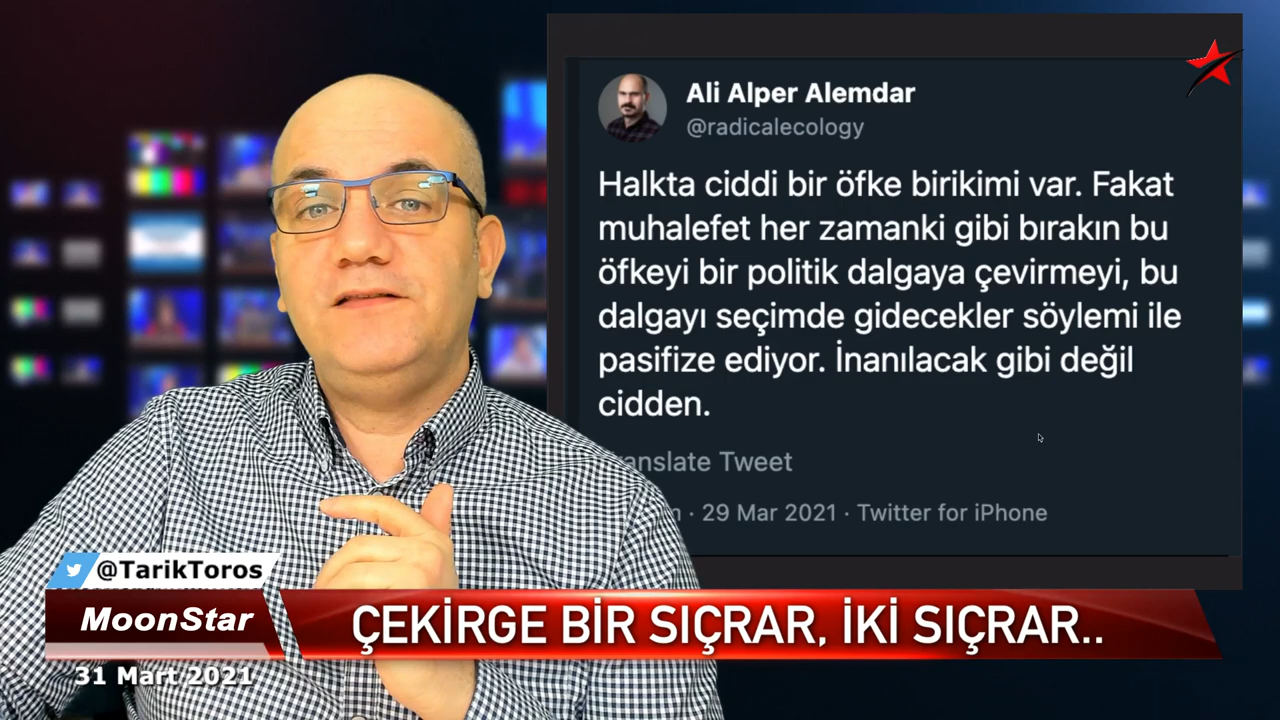 Ali Alper Alemdar
@radicalecology
Halkta ciddi bir öfke birikimi var. Fakat
muhalefet her zamanki gibi bırakın bu
öfkeyi bir politik dalgaya çevirmeyi, bu
dalgayı seçimde gidecekler söylemi ile
pasifize ediyor. İnanılacak gibi değil
cidden.
Tweet
· 29 Mar 2021 · Twitter for iPhone
@TarikToros
MoonStar
ÇEKİRGE BİR SIÇRAR, İKİ SIÇRAR..
31 Mart 2021